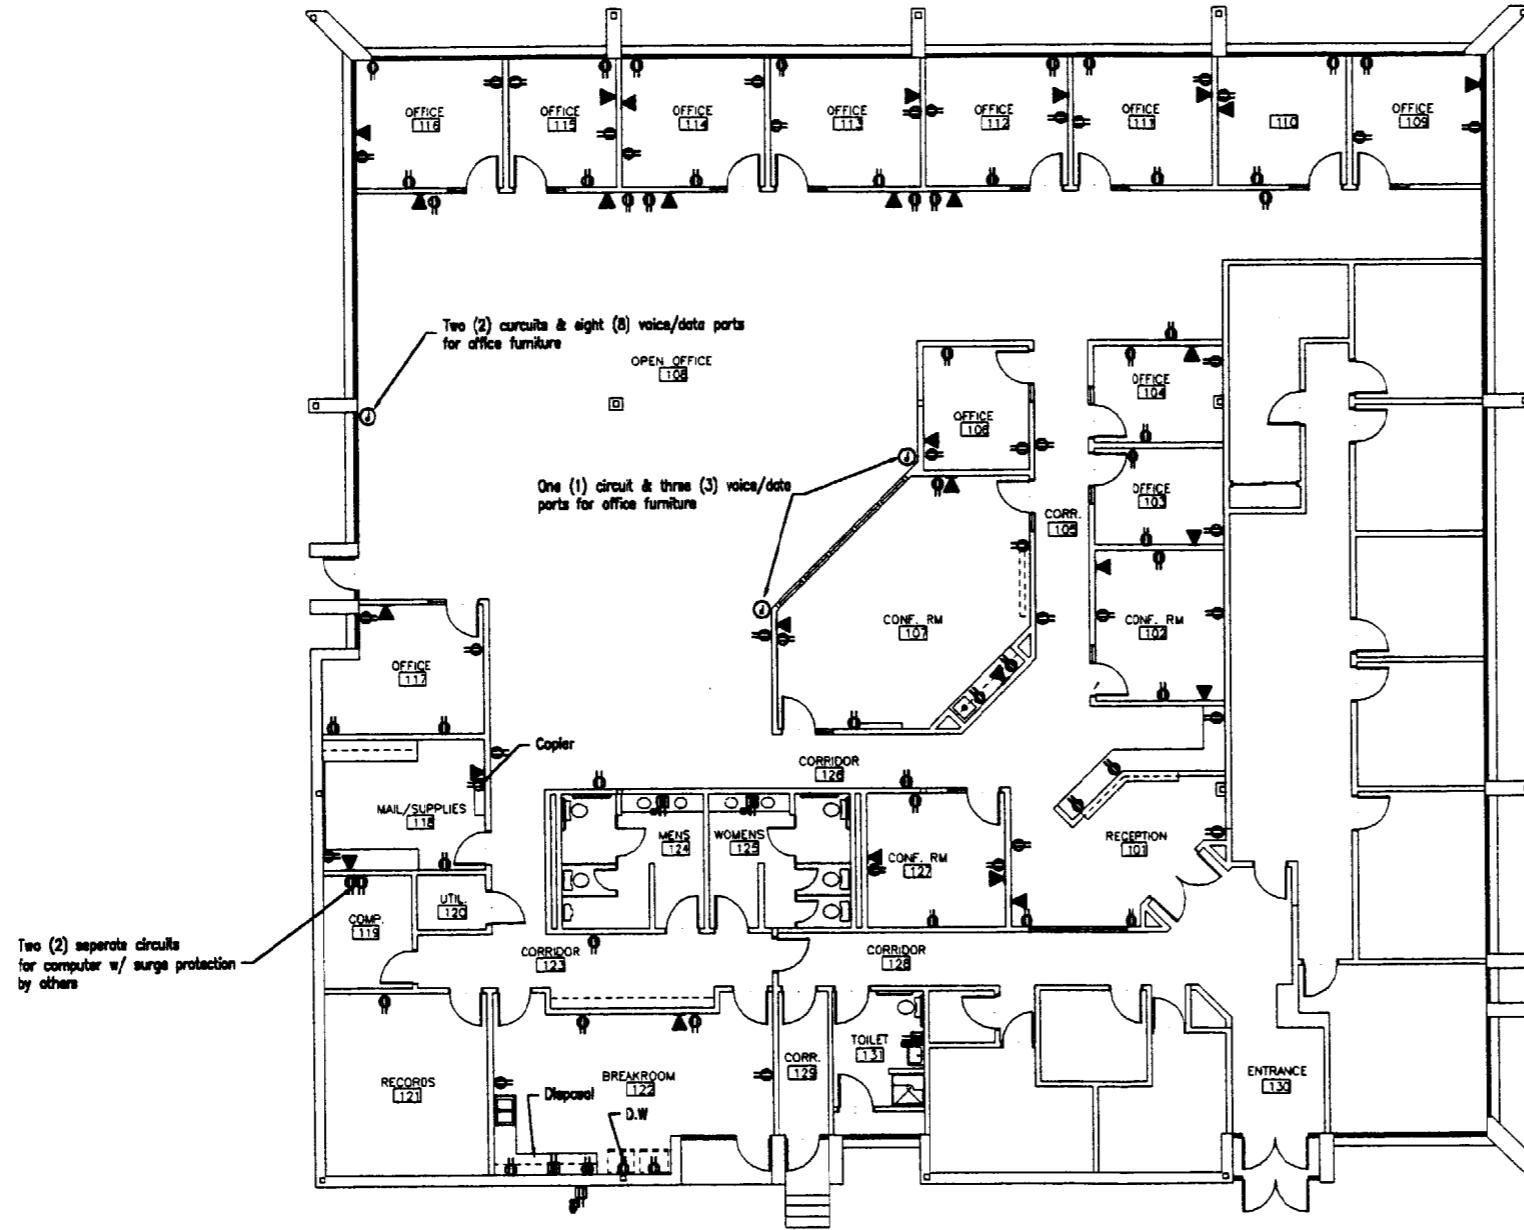 OFFICE
116
OFFICE
115
OFFICE
114
OFFICE
113
OFFICE
112
OFFICE
111
110
OFFICE
109
Two (2) curcuits & eight (8) voice/data ports
for office furniture
OPEN OFFICE
108
OFFICE
104
OFFICE
106
One (1) circuit & three (3) voice/data
ports for office furniture
OFFICE
103
CORR.
105
CONF. RM
107
CONF. RM
102
OFFICE
117
Copier
CORRIDOR
126
MAIL/SUPPLIES
118
MENS
124
WOMENS
125
CONF. RM
127
RECEPTION
101
UTIL.
120
COMP.
119
Two (2) seperate circuits
for computer w/ surge protection
by others
CORRIDOR
123
CORRIDOR
128
TOILET
131
CORR.
129
ENTRANCE
130
RECORDS
121
BREAKROOM
122
Disposal
D.W